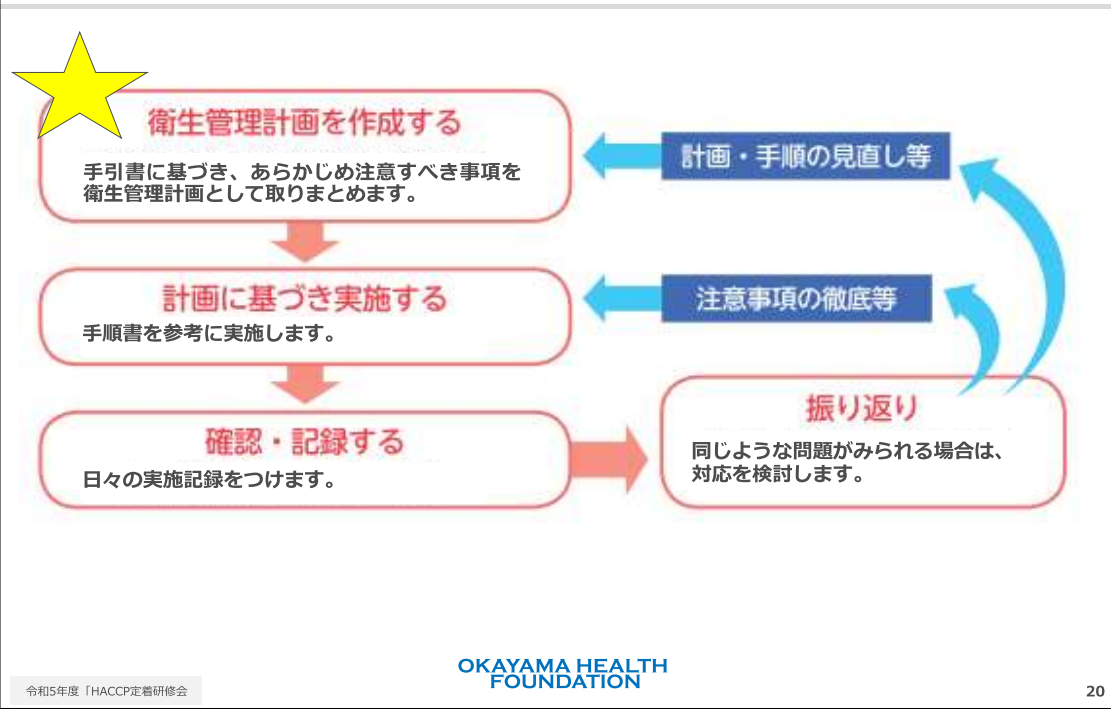 衛生管理計画を作成する
手引書に基づき、あらかじめ注意すべき事項を
衛生管理計画として取りまとめます。
計画・手順の見直し等
計画に基づき実施する
手順書を参考に実施します。
注意事項の徹底等
確認・記録する
日々の実施記録をつけます。
振り返り
同じような問題がみられる場合は、
対応を検討します。
OKAYAMA HEALTH
FOUNDATION
令和5年度「HACCP定着研修会
20